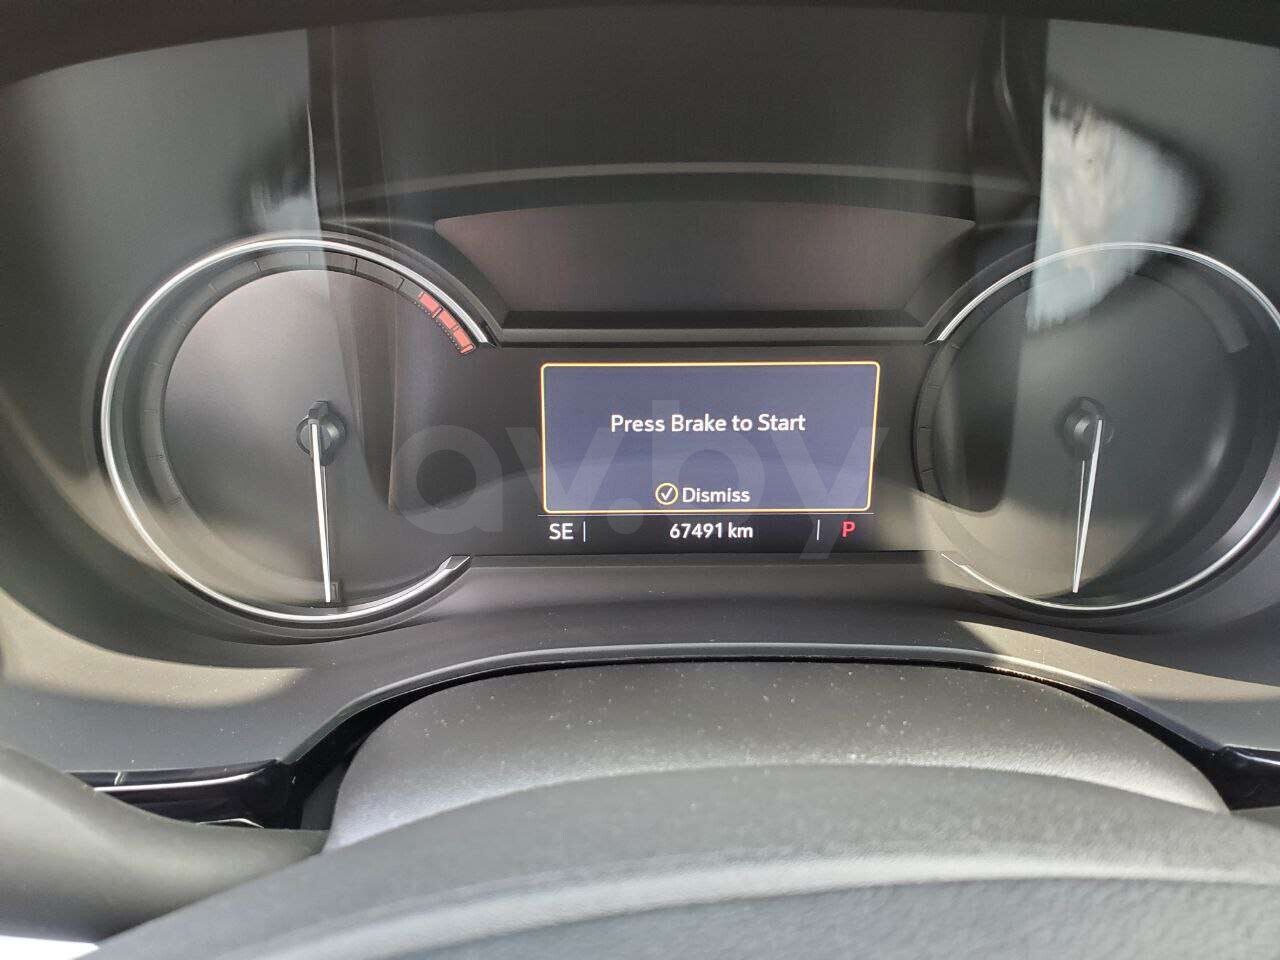 Press Brake to Start
Dismiss
SE 67491 km P
av.by